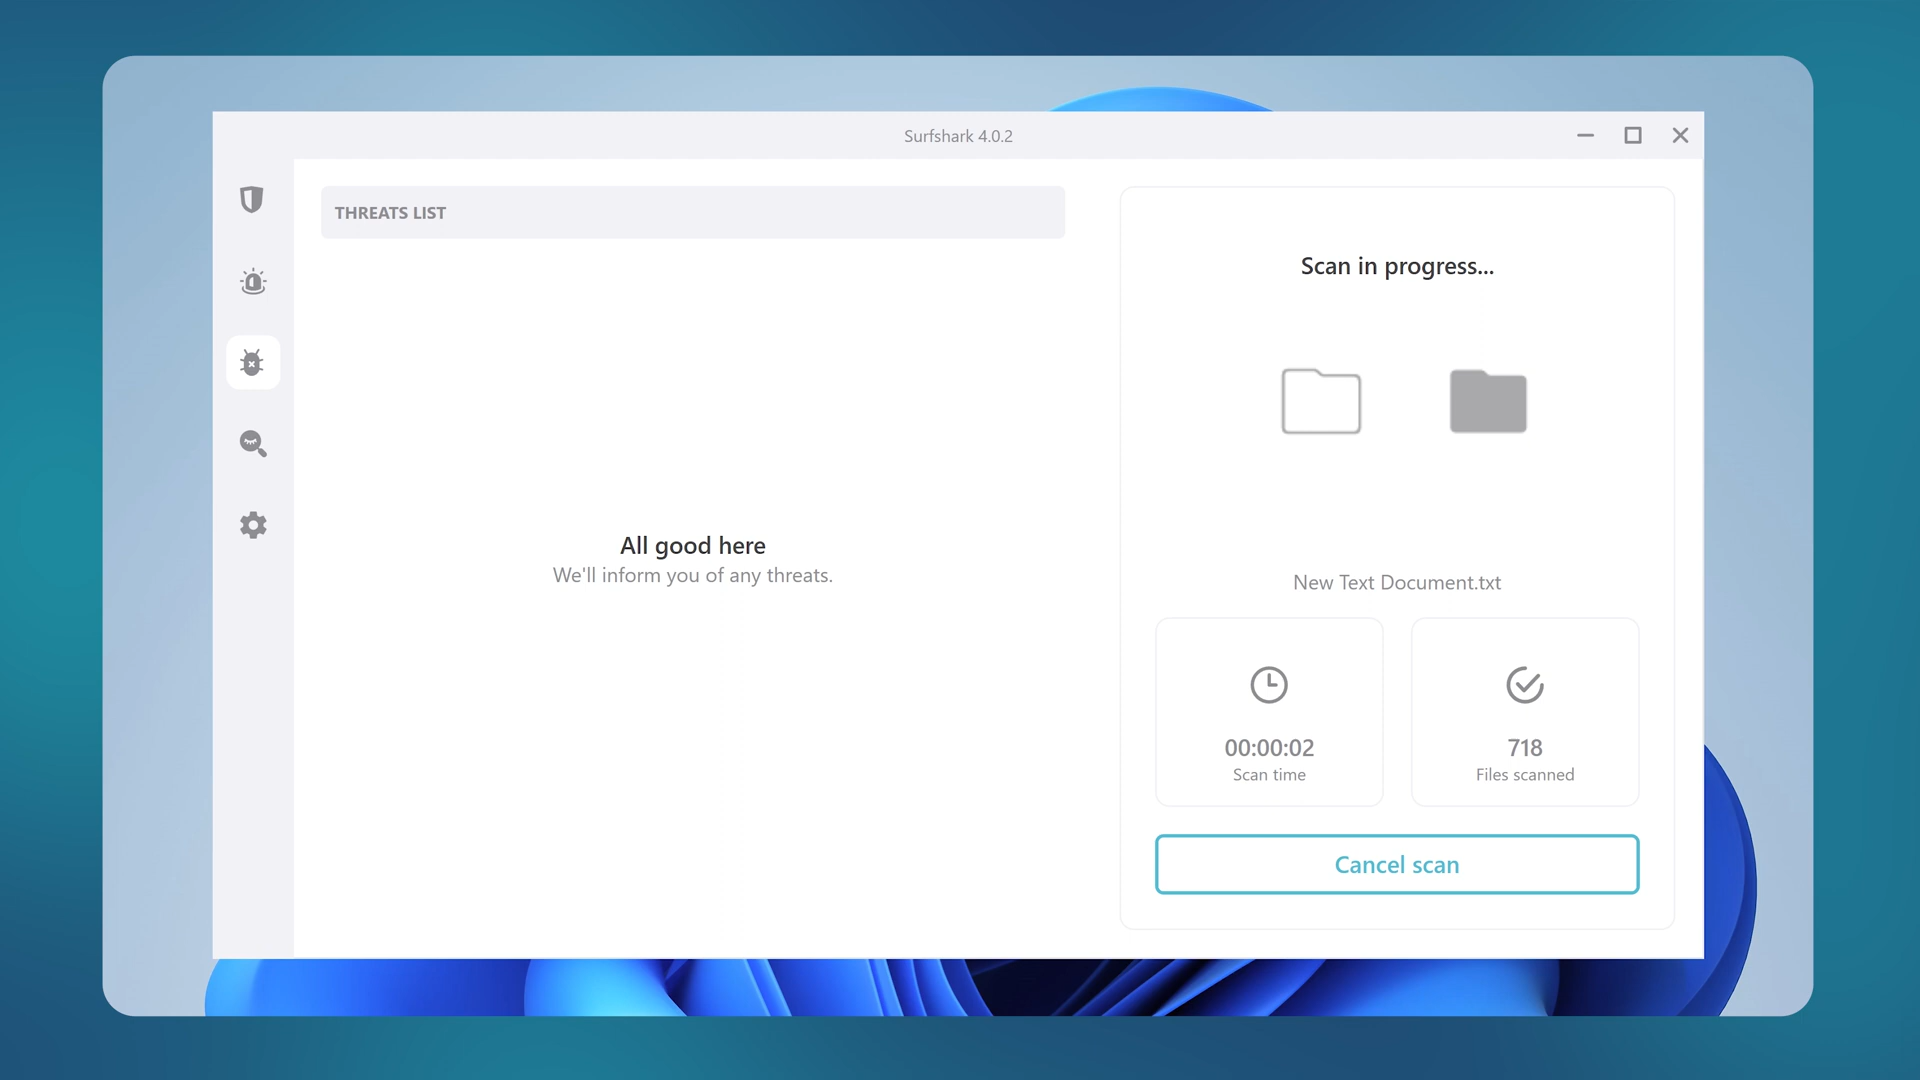 Surfshark 4.0.2
THREATS LIST
All good here
We'll inform you of any threats.
Scan in progress...
New Text Document.txt
00:00:02
Scan time
718
Files scanned
Cancel scan